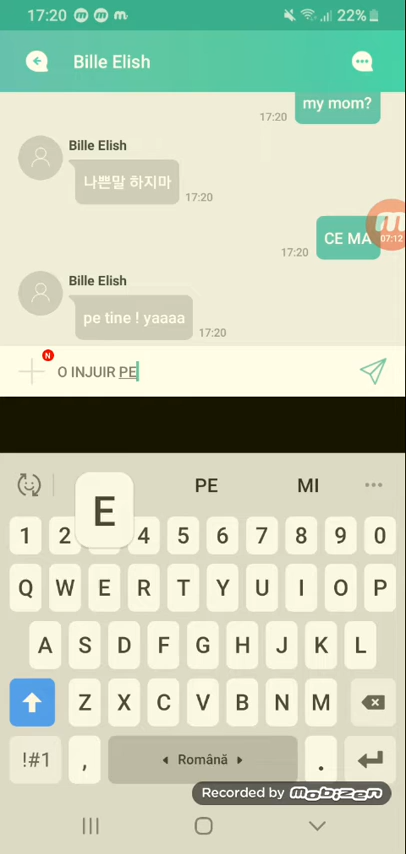 17:20
22%
Bille Elish
my mom?
17:20
Bille Elish
나쁜말 하지마
17:20
07:12
CE MA
17:20
Bille Elish
pe tine ! yaaaa
17:20
N
O INJUIR PE
E
PE
MI
1 2 4 5 6 7 8 9 0
Q W E R T Y U I O P
A S D F G H J K L
Z X C V B N M
!#1 , Română .
Recorded by mobizen